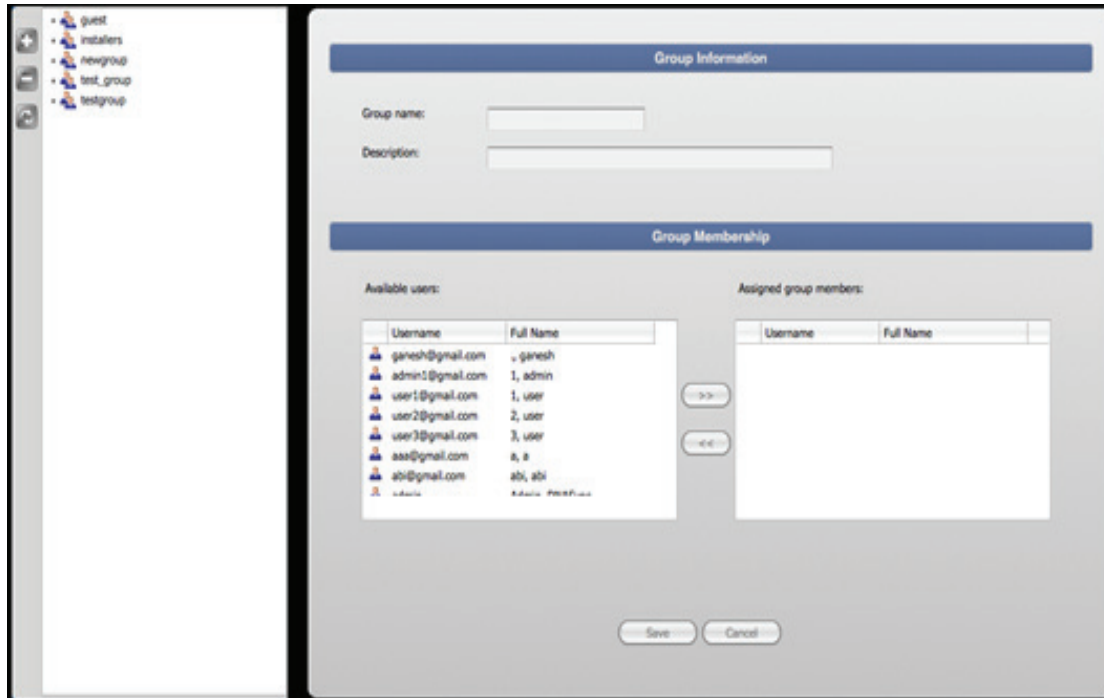 guest
installers
newgroup
test_group
testgroup
Group Information
Group name:
Description:
Group Membership
Available users:
Assigned group members:
Username Full Name
Username Full Name
ganesh@gmail.com ., ganesh
admin1@gmail.com 1, admin
user1@gmail.com 1, user
user2@gmail.com 2, user
user3@gmail.com 3, user
aaa@gmail.com a, a
abi@gmail.com abi, abi
admin Admin,
>>
<<
Save Cancel